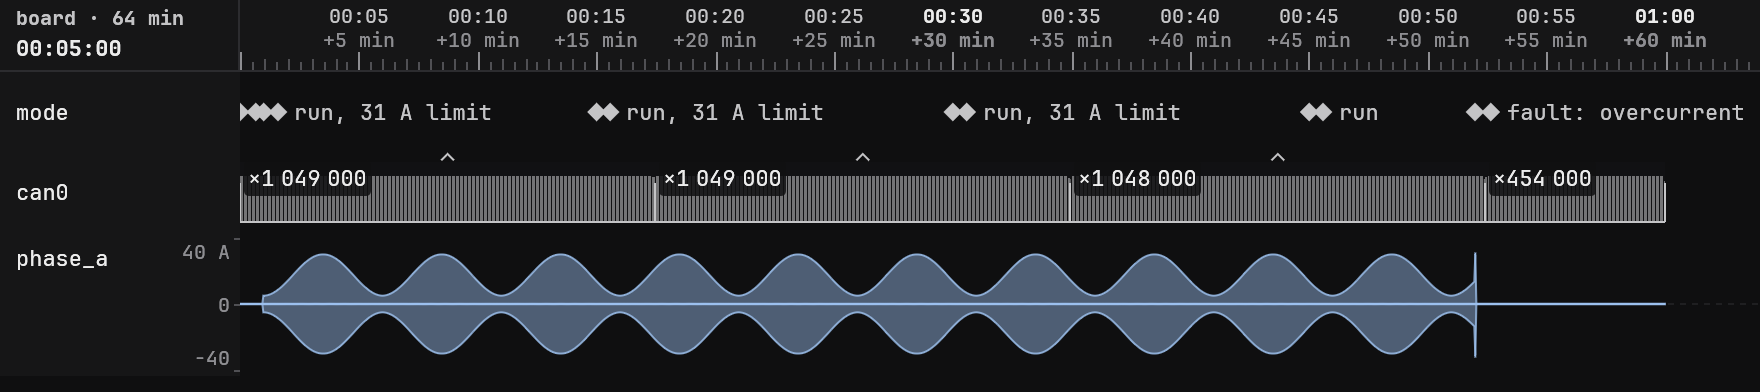 board · 64 min
00:05:00
00:05 00:10 00:15 00:20 00:25 00:30 00:35 00:40 00:45 00:50 00:55 01:00
+5 min +10 min +15 min +20 min +25 min +30 min +35 min +40 min +45 min +50 min +55 min +60 min
mode
run, 31 A limit run, 31 A limit run, 31 A limit run fault: overcurrent
can0
×1 049 000 ×1 049 000 ×1 048 000 ×454 000
phase_a
40 A
0
-40